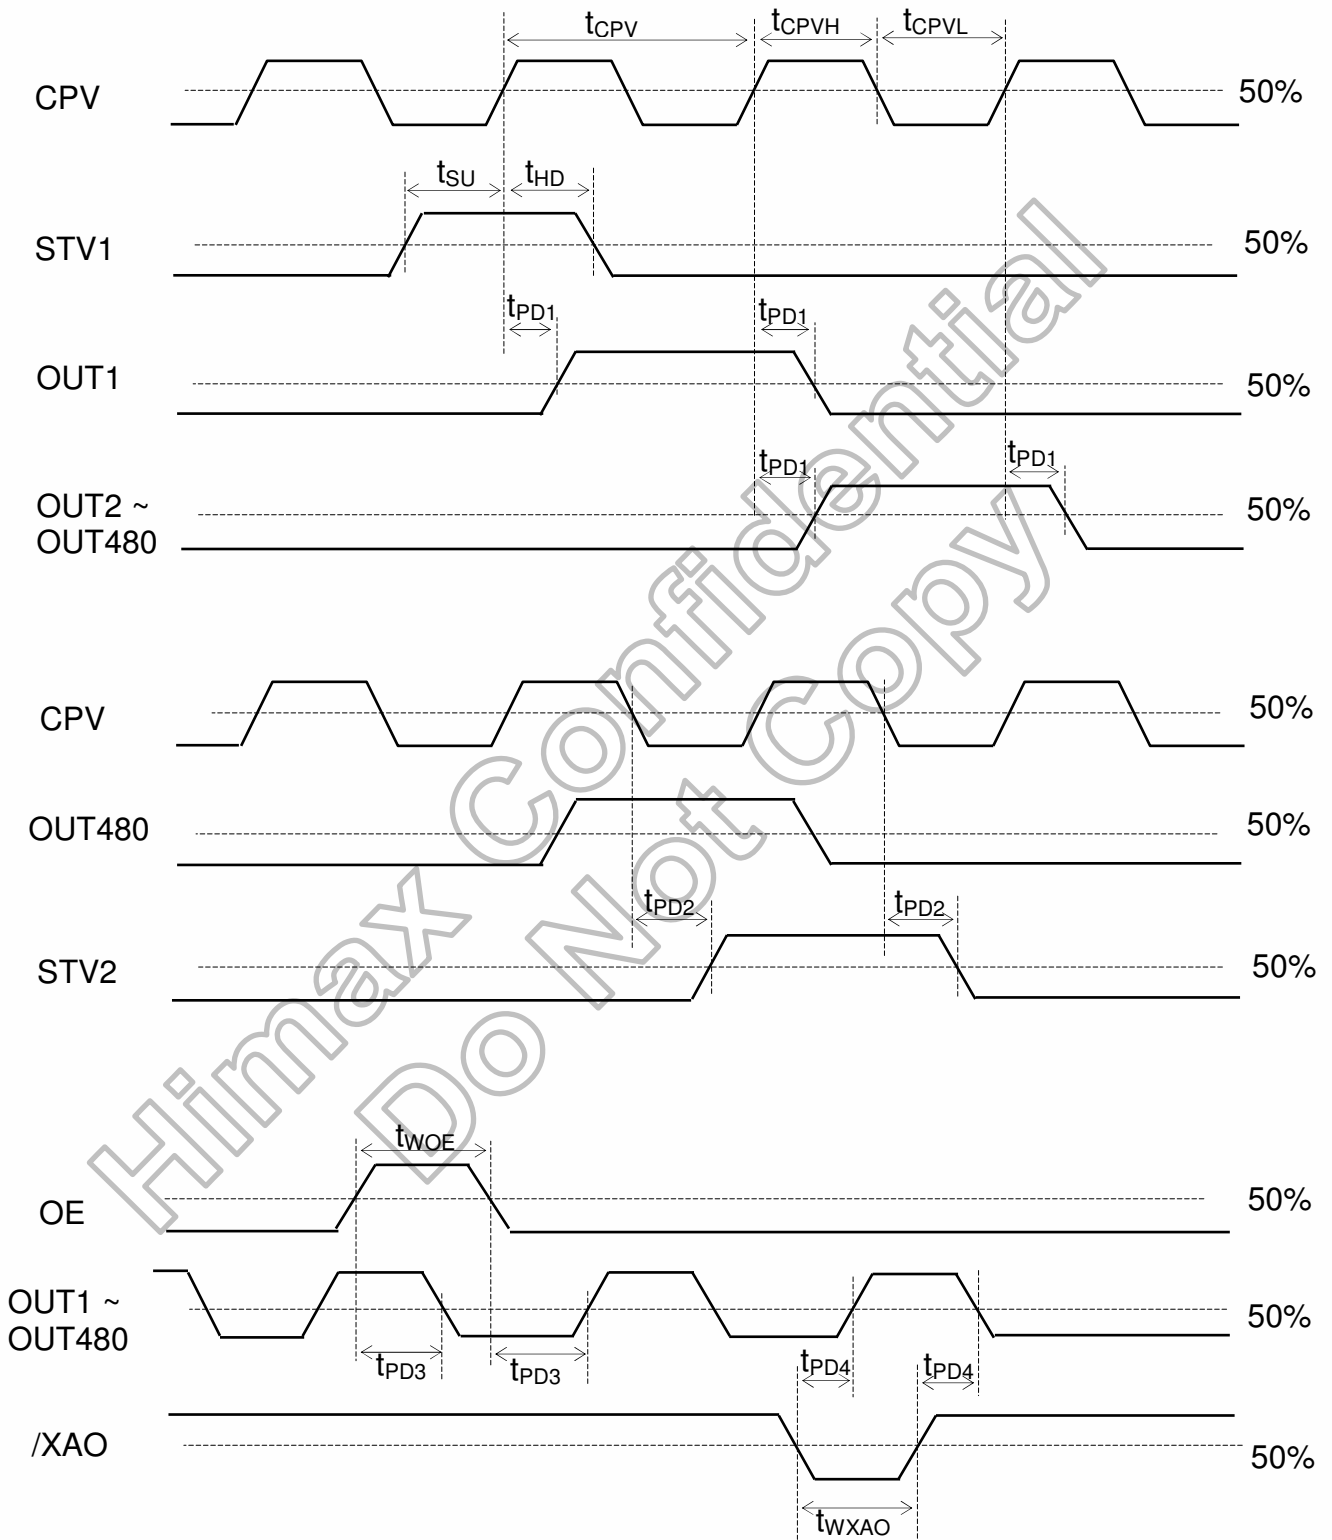 tCPV tCPVH tCPVL
CPV 50%
tSU tHD
STV1 50%
tPD1 tPD1
OUT1 50%
tPD1 tPD1
OUT2 ~ 50%
OUT480
CPV 50%
OUT480 50%
tPD2 tPD2
STV2 50%
tWOE
OE 50%
OUT1 ~ 50%
OUT480
tPD3 tPD3 tPD4 tPD4
/XAO 50%
tWXAO
Himax Confidential
Do Not Copy